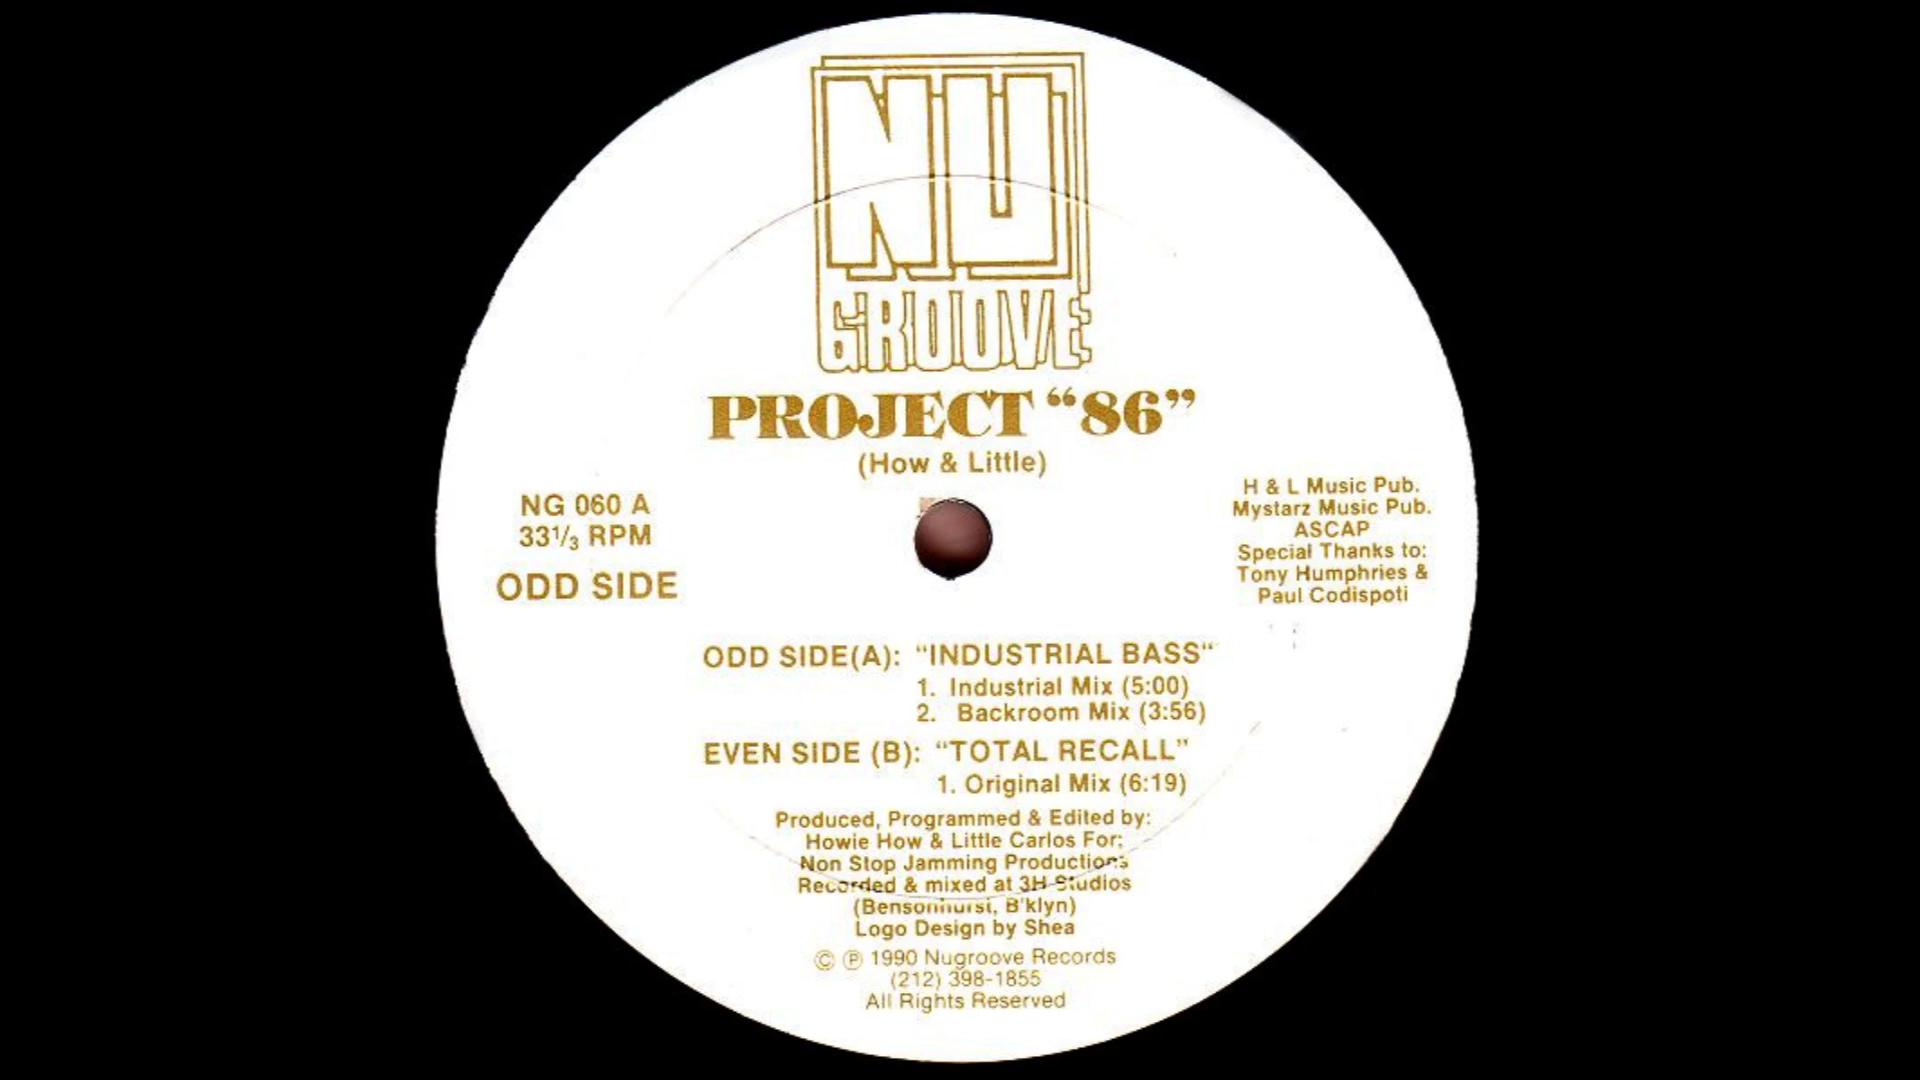 NU
GROOVE
PROJECT “86”
(How & Little)
NG 060 A
33 1/3 RPM
ODD SIDE
H & L Music Pub.
Mystarz Music Pub.
ASCAP
Special Thanks to:
Tony Humphries &
Paul Codispoti
ODD SIDE(A): “INDUSTRIAL BASS“
1. Industrial Mix (5:00)
2. Backroom Mix (3:56)
EVEN SIDE (B): “TOTAL RECALL”
1. Original Mix (6:19)
Produced, Programmed & Edited by:
Howie How & Little Carlos For:
Non Stop Jamming Productions
Recorded & mixed at 3H Studios
(Bensonhurst, B'klyn)
Logo Design by Shea
© ℗ 1990 Nugroove Records
(212) 398-1855
All Rights Reserved